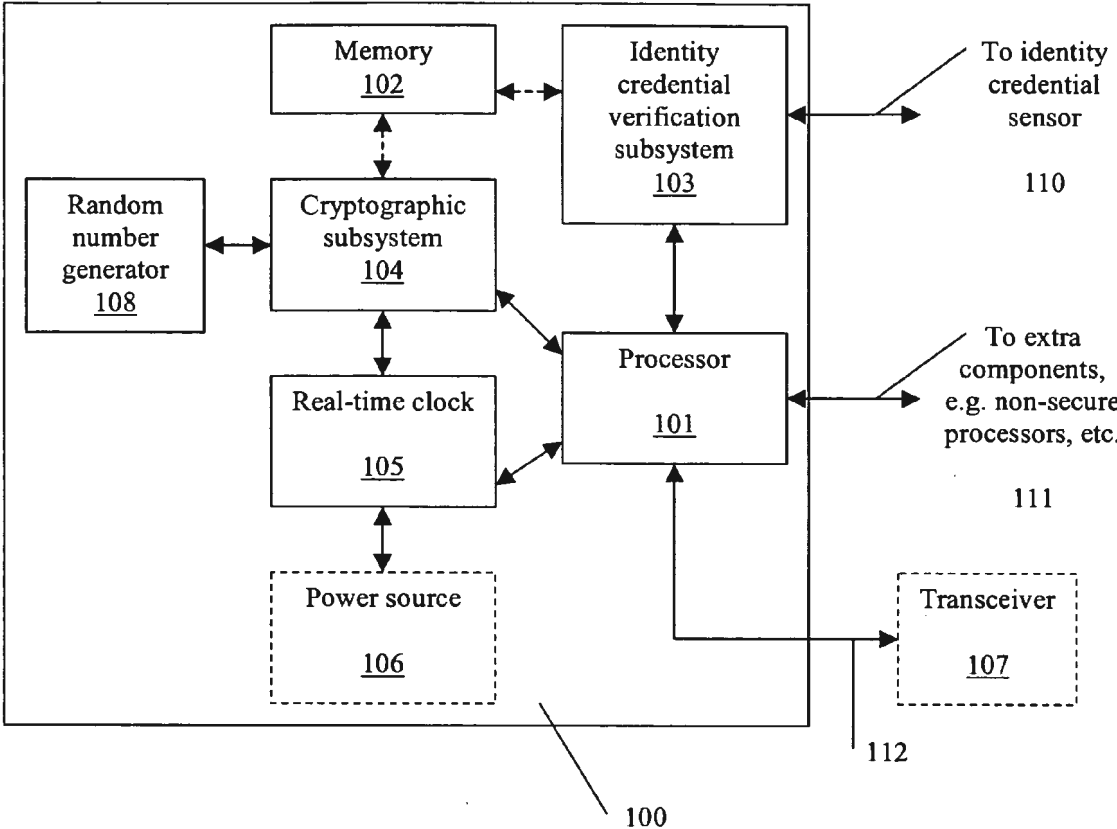 Memory
102
Identity
credential
verification
subsystem
103
To identity
credential
sensor
110
Random
number
generator
108
Cryptographic
subsystem
104
Real-time clock
105
Processor
101
To extra
components,
e.g. non-secure
processors, etc.
111
Power source
106
Transceiver
107
112
100